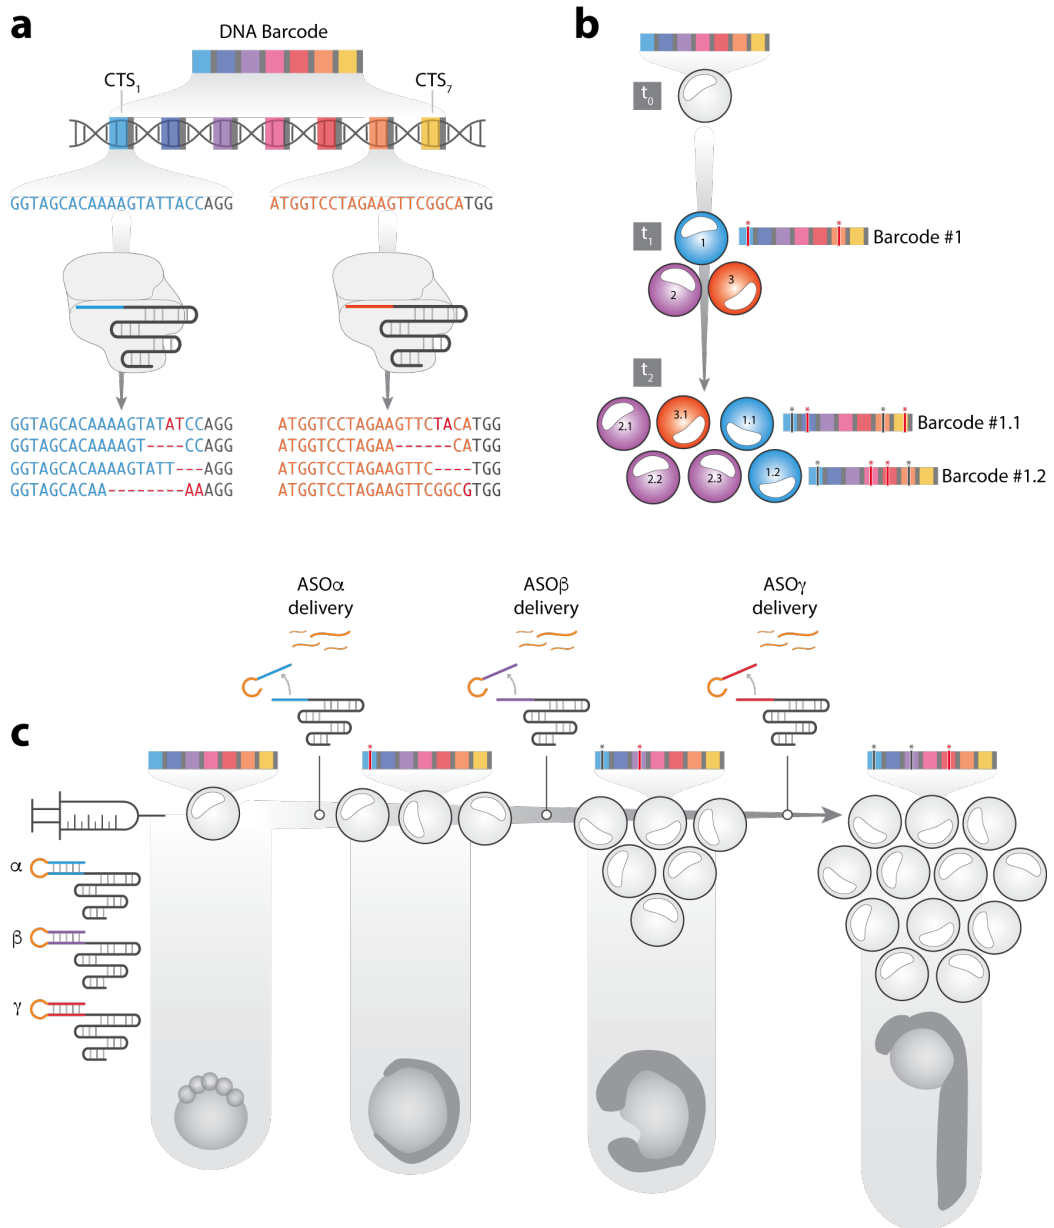 a
DNA Barcode
CTS1
CTS7
GGTAGCACAAAAGTATTACCAGG
ATGGTCCTAGAAGTTCGGCATGG
GGTAGCACAAAAGTATATCCAGG
GGTAGCACAAAAGT----CCAGG
GGTAGCACAAAAGTATT---AGG
GGTAGCACAA--------AAAGG
ATGGTCCTAGAAGTTCTACATGG
ATGGTCCTAGAA------CATGG
ATGGTCCTAGAAGTTC----TGG
ATGGTCCTAGAAGTTCGGCGTGG
b
t0
t1
1
2
3
* *
Barcode #1
t2
2.1
3.1
1.1
* * * *
Barcode #1.1
2.2
2.3
1.2
* * * *
Barcode #1.2
c
ASOα
delivery
ASOβ
delivery
ASOγ
delivery
*
* *
* * *
α
β
γ